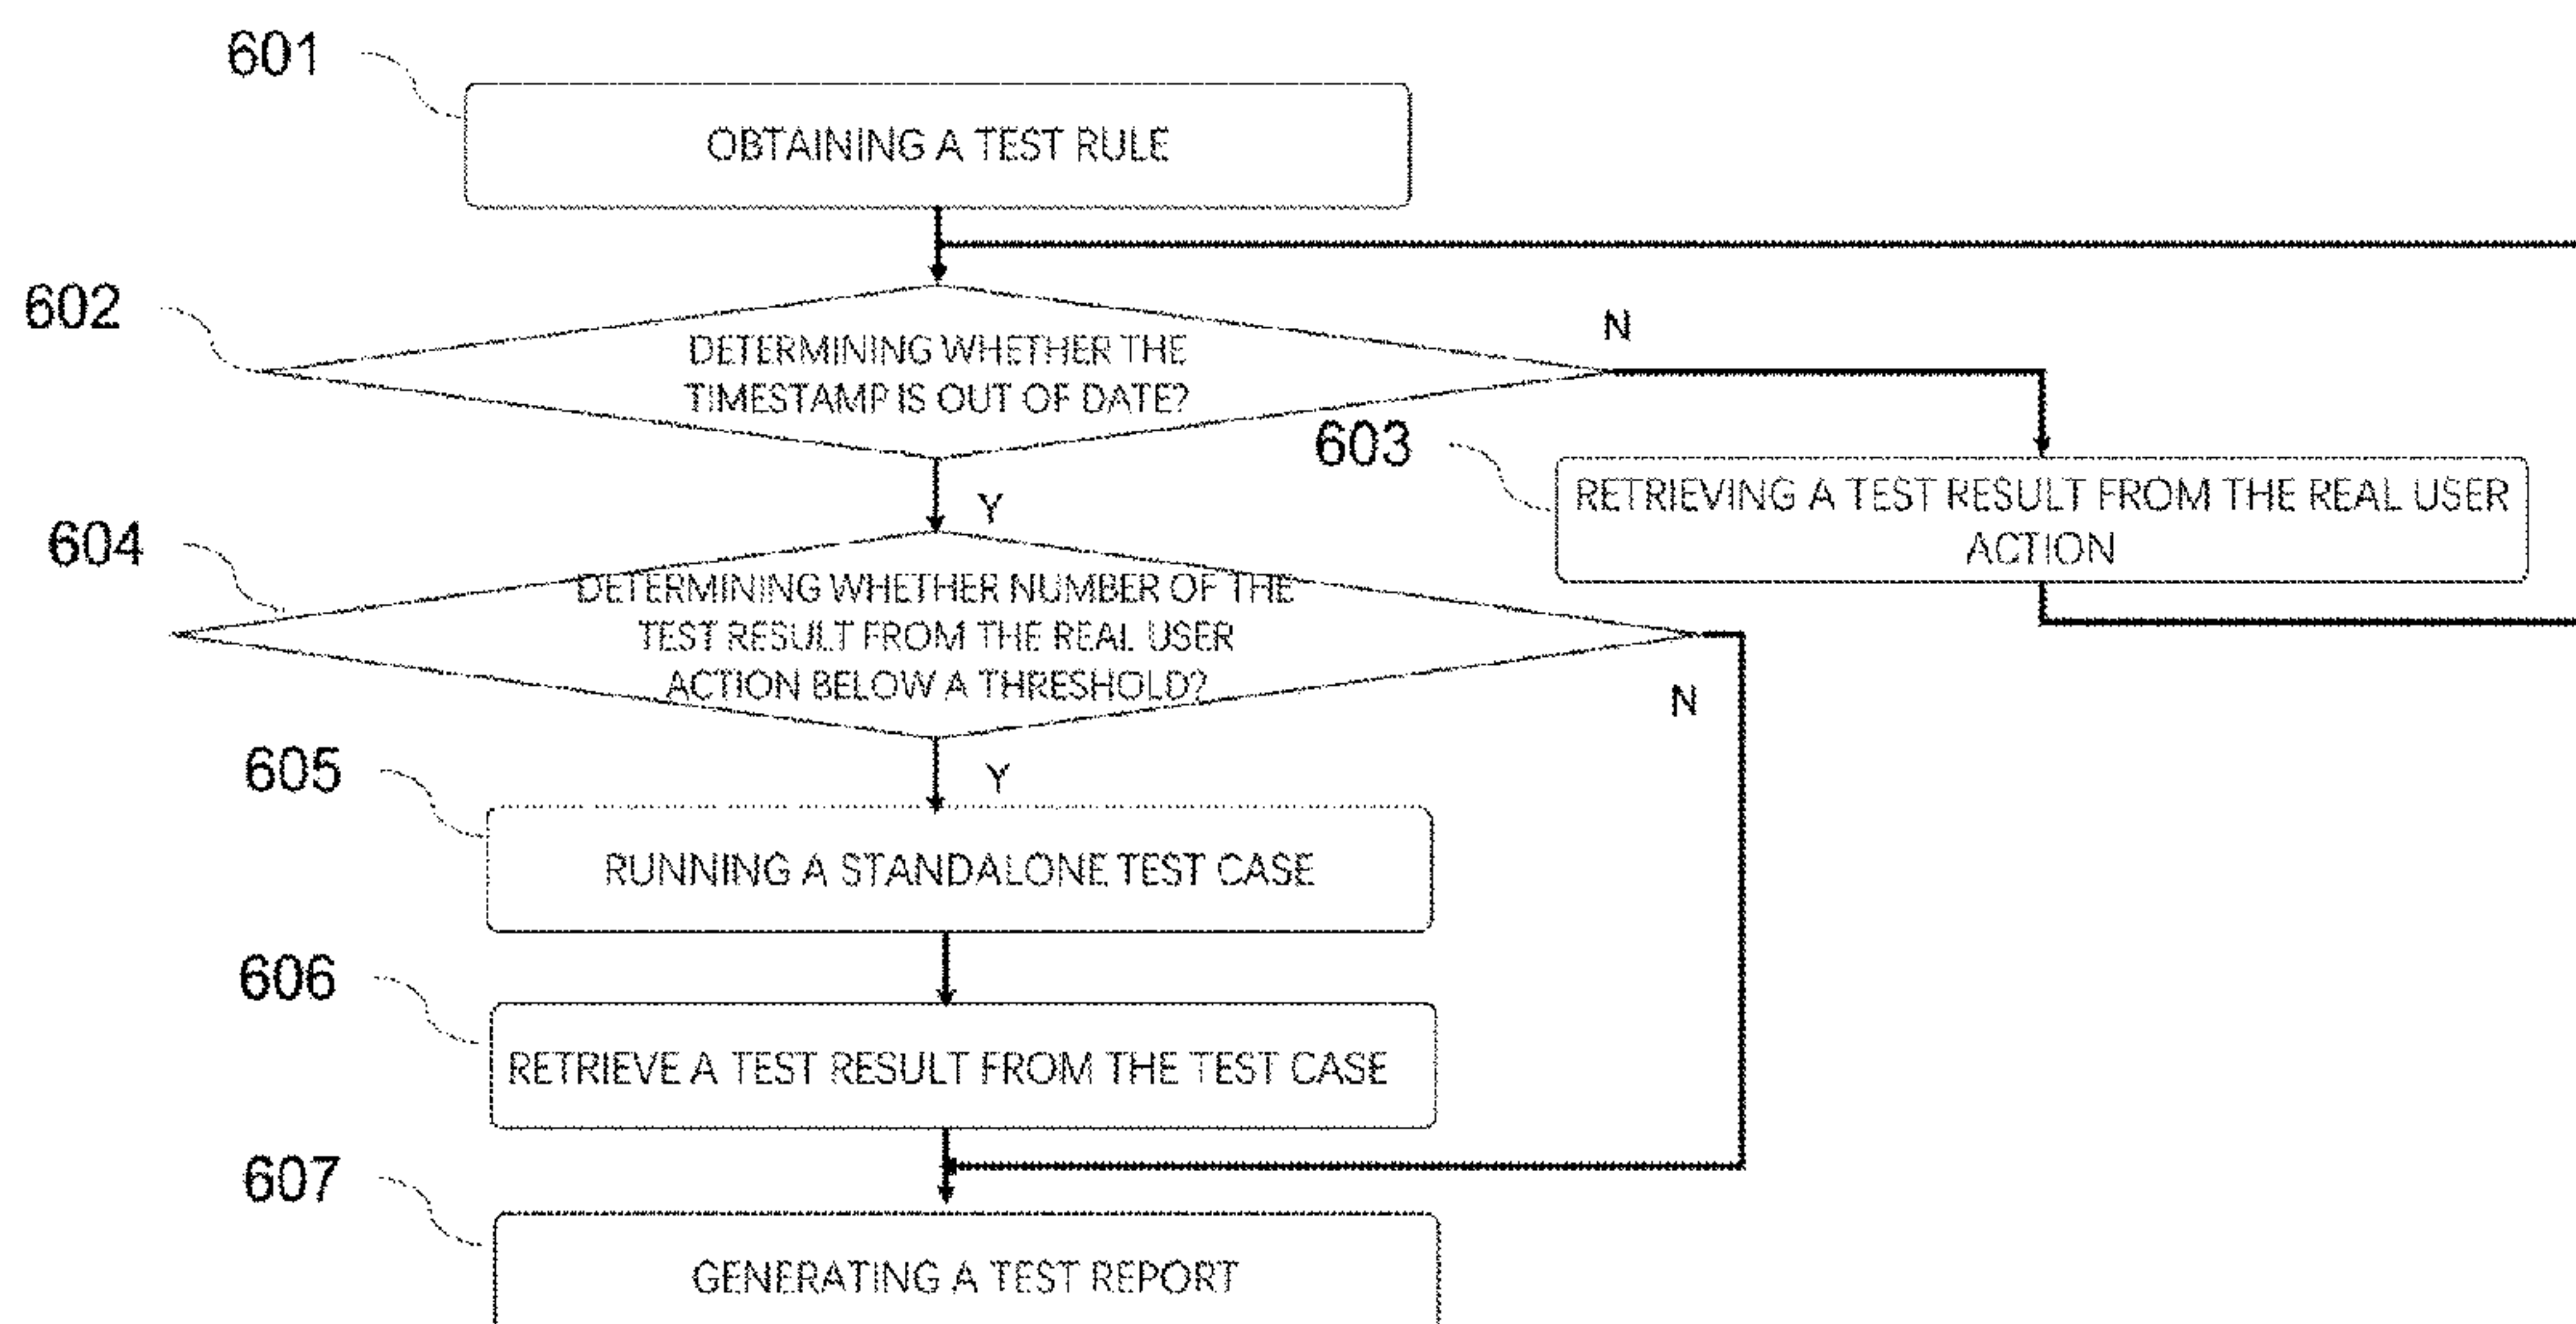 601
OBTAINING A TEST RULE
602
DETERMINING WHETHER THE
TIMESTAMP IS OUT OF DATE?
N
603
RETRIEVING A TEST RESULT FROM THE REAL USER
ACTION
Y
604
DETERMINING WHETHER NUMBER OF THE
TEST RESULT FROM THE REAL USER
ACTION BELOW A THRESHOLD?
N
Y
605
RUNNING A STANDALONE TEST CASE
606
RETRIEVE A TEST RESULT FROM THE TEST CASE
607
GENERATING A TEST REPORT